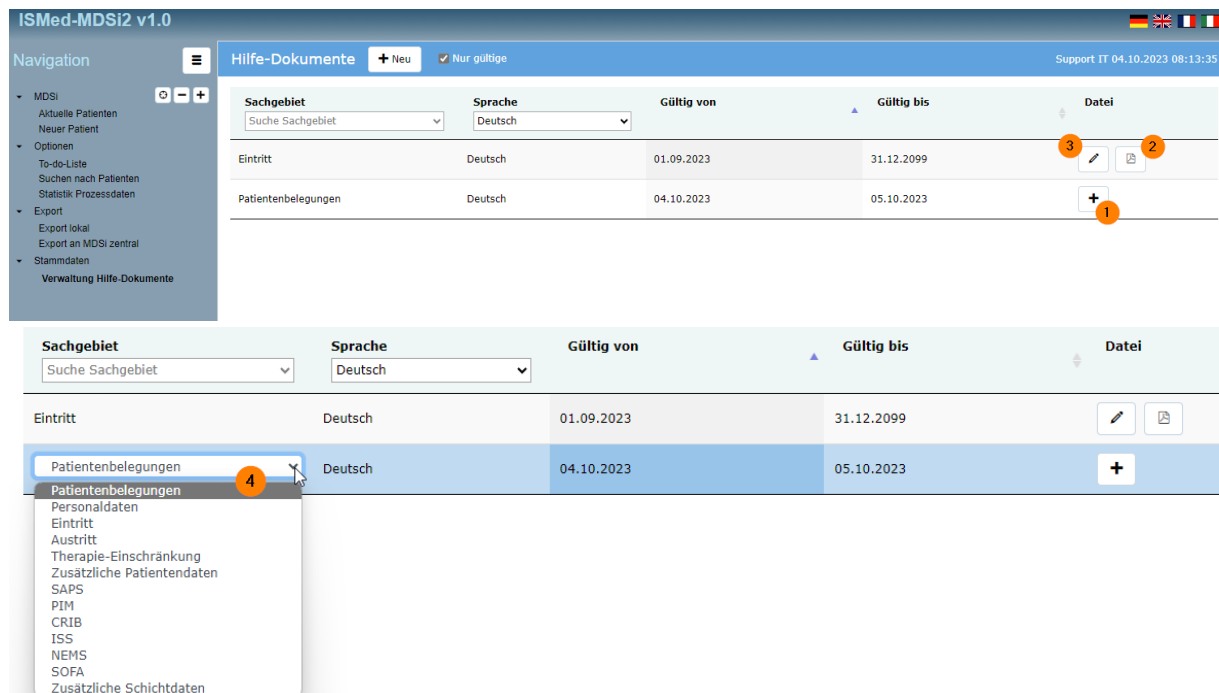 ISMed-MDSi2 v1.0
Navigation
MDSi
Aktuelle Patienten
Neuer Patient
Optionen
To-do-Liste
Suchen nach Patienten
Statistik Prozessdaten
Export
Export lokal
Export an MDSi zentral
Stammdaten
Verwaltung Hilfe-Dokumente
Hilfe-Dokumente + Neu Nur gültige Support IT 04.10.2023 08:13:35
Sachgebiet Sprache Gültig von Gültig bis Datei
Suche Sachgebiet Deutsch
3 2
Eintritt Deutsch 01.09.2023 31.12.2099
Patientenbelegungen Deutsch 04.10.2023 05.10.2023 +
1
Sachgebiet Sprache Gültig von Gültig bis Datei
Suche Sachgebiet Deutsch
Eintritt Deutsch 01.09.2023 31.12.2099
Patientenbelegungen Deutsch 04.10.2023 05.10.2023 +
4
Patientenbelegungen
Personaldaten
Eintritt
Austritt
Therapie-Einschränkung
Zusätzliche Patientendaten
SAPS
PIM
CRIB
ISS
NEMS
SOFA
Zusätzliche Schichtdaten